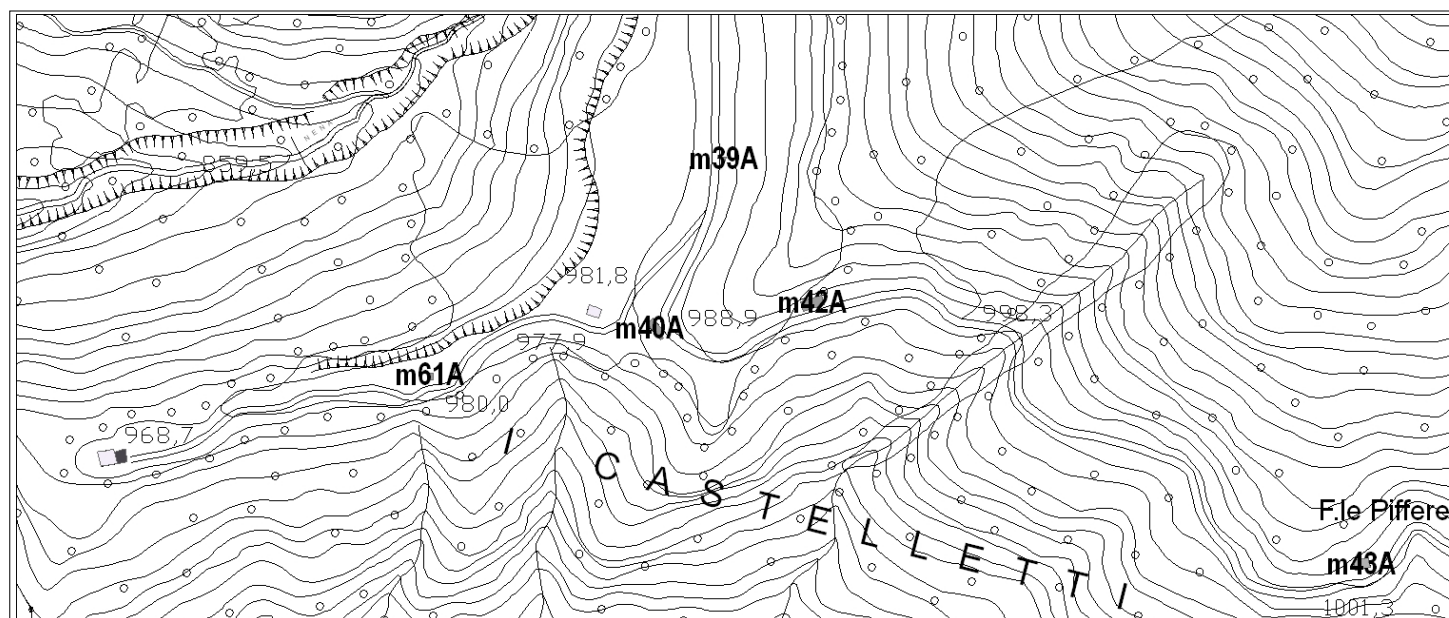 m39A
981,8
m42A
988,9
998,3
m40A
977,9
m61A
980,0
968,7
I CASTELLETTI
F.le Piffere
m43A
1001,3